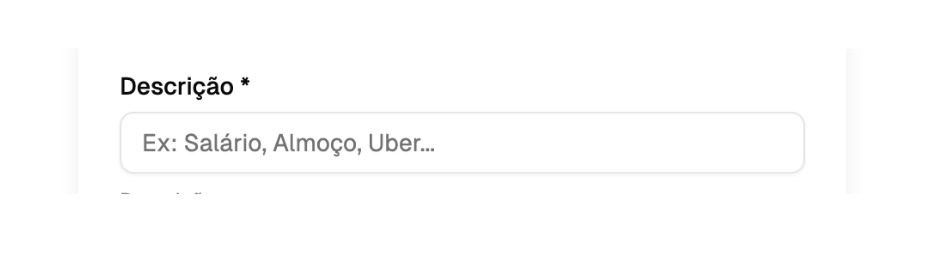 Descrição *
Ex: Salário, Almoço, Uber...